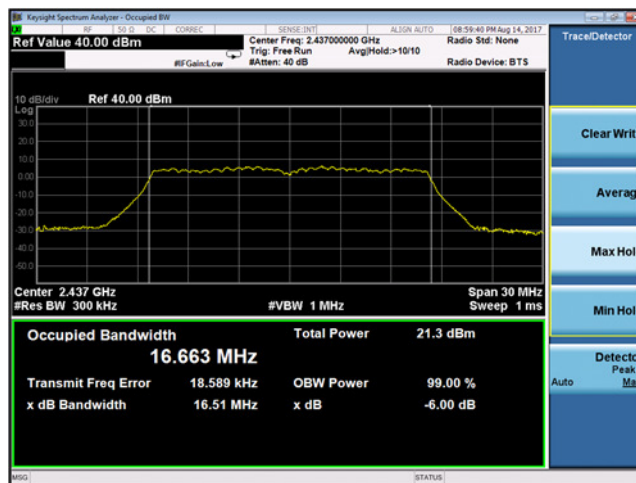 Keysight Spectrum Analyzer - Occupied BW
RF 50 Ω DC CORREC SENSE:INT ALIGN AUTO 08:59:40 PM Aug 14, 2017
Ref Value 40.00 dBm Center Freq: 2.437000000 GHz Radio Std: None
Trig: Free Run Avg|Hold:>10/10
#IFGain:Low #Atten: 40 dB Radio Device: BTS
10 dB/div Ref 40.00 dBm
Log
30.0
20.0
10.0
0.00
-10.0
-20.0
-30.0
-40.0
-50.0
Center 2.437 GHz Span 30 MHz
#Res BW 300 kHz #VBW 1 MHz Sweep 1 ms
Occupied Bandwidth Total Power 21.3 dBm
16.663 MHz
Transmit Freq Error 18.589 kHz OBW Power 99.00 %
x dB Bandwidth 16.51 MHz x dB -6.00 dB
MSG STATUS
Trace/Detector
Clear Writ
Averag
Max Hol
Min Hol
Detecto
Peak
Auto Ma